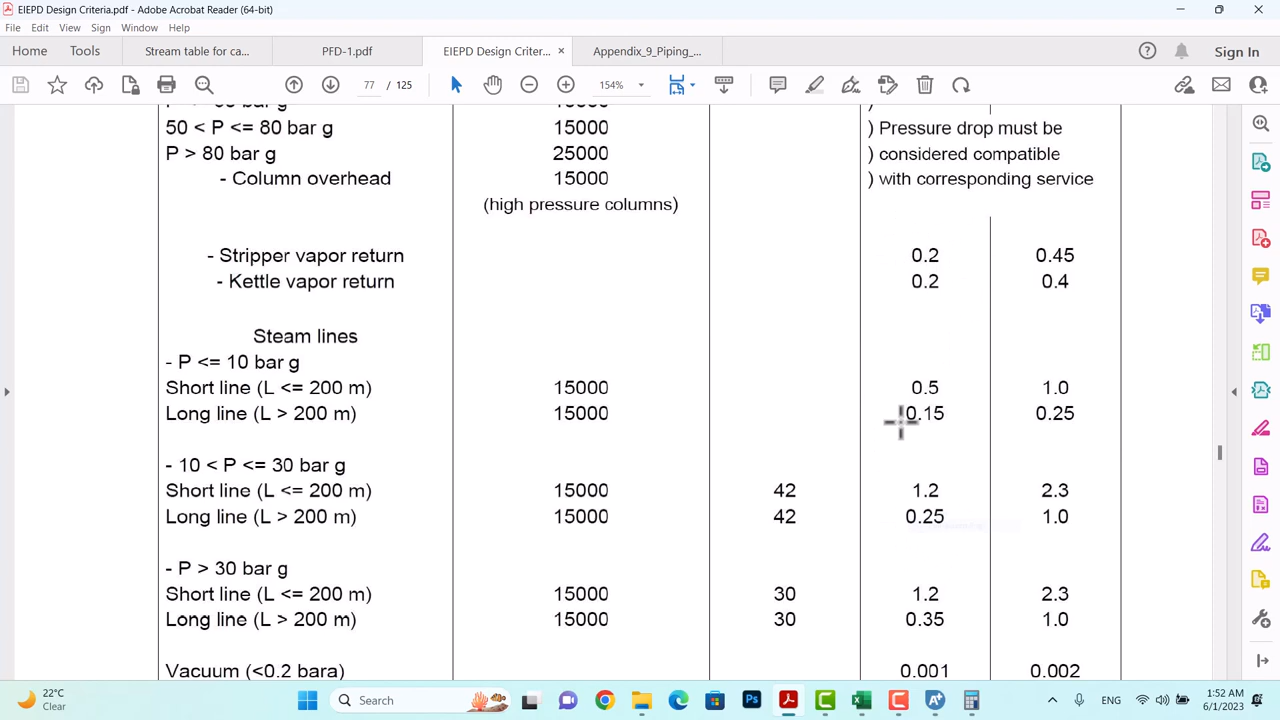 EIEPD Design Criteria.pdf - Adobe Acrobat Reader (64-bit)
File Edit View Sign Window Help
Home Tools Stream table for ca... PFD-1.pdf EIEPD Design Criter... × Appendix_9_Piping_... Sign In
77 / 125 154%
50 < P <= 80 bar g 15000 ) Pressure drop must be
P > 80 bar g 25000 ) considered compatible
- Column overhead 15000 ) with corresponding service
(high pressure columns)
- Stripper vapor return 0.2 0.45
- Kettle vapor return 0.2 0.4
Steam lines
- P <= 10 bar g
Short line (L <= 200 m) 15000 0.5 1.0
Long line (L > 200 m) 15000 0.15 0.25
- 10 < P <= 30 bar g
Short line (L <= 200 m) 15000 42 1.2 2.3
Long line (L > 200 m) 15000 42 0.25 1.0
- P > 30 bar g
Short line (L <= 200 m) 15000 30 1.2 2.3
Long line (L > 200 m) 15000 30 0.35 1.0
Vacuum (<0.2 bara) 0.001 0.002
22°C
Clear
Search
Ps
ENG
1:52 AM
6/1/2023